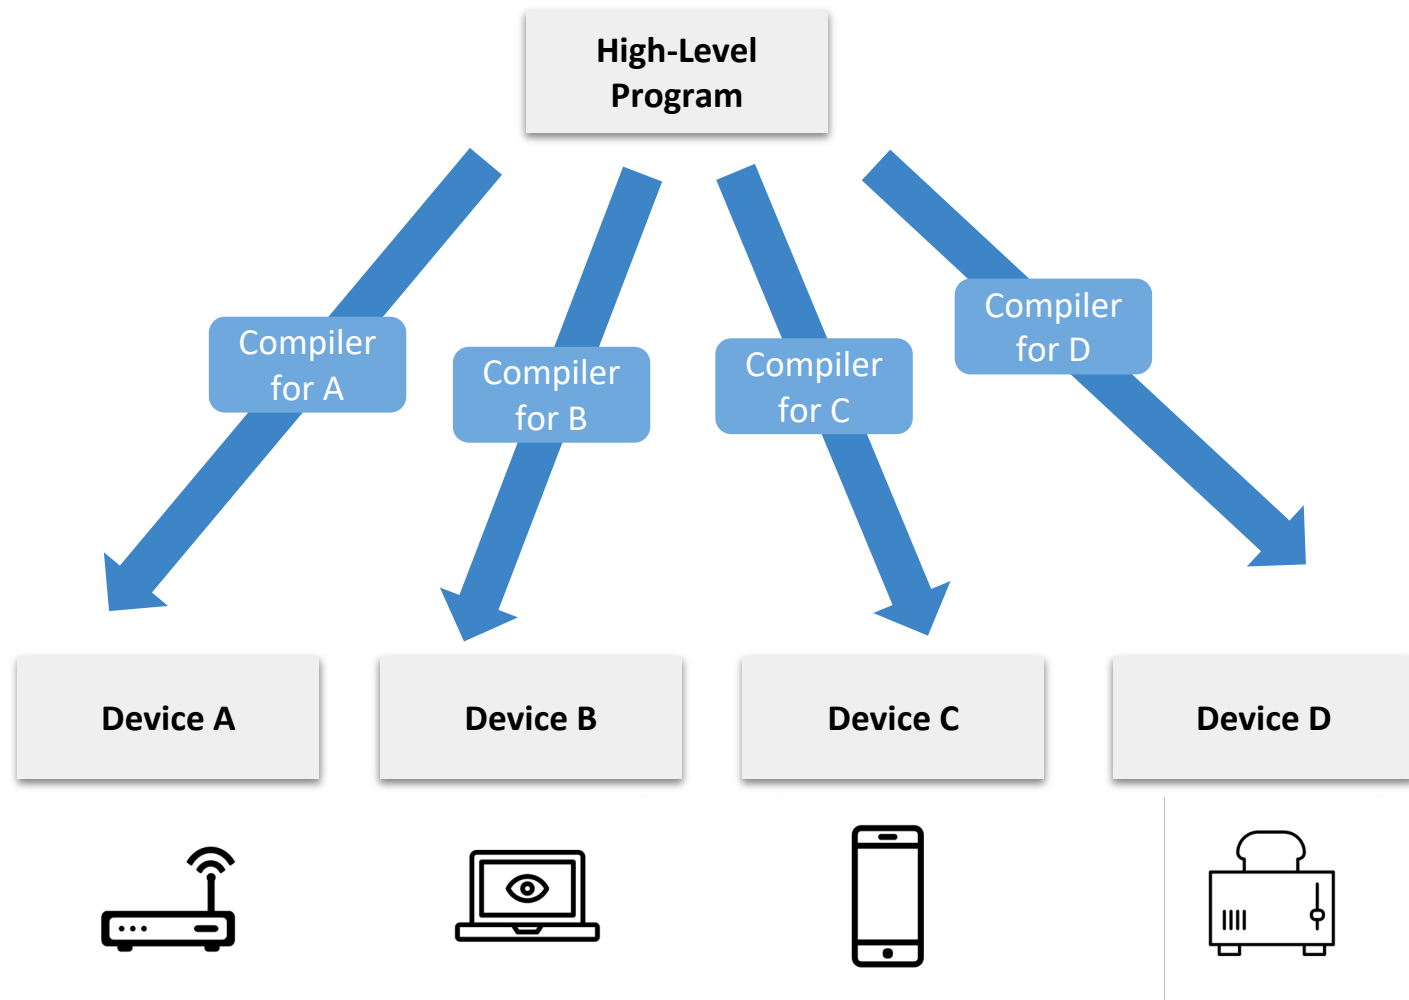 High-Level
Program
Compiler
for A
Compiler
for B
Compiler
for C
Compiler
for D
Device A
Device B
Device C
Device D